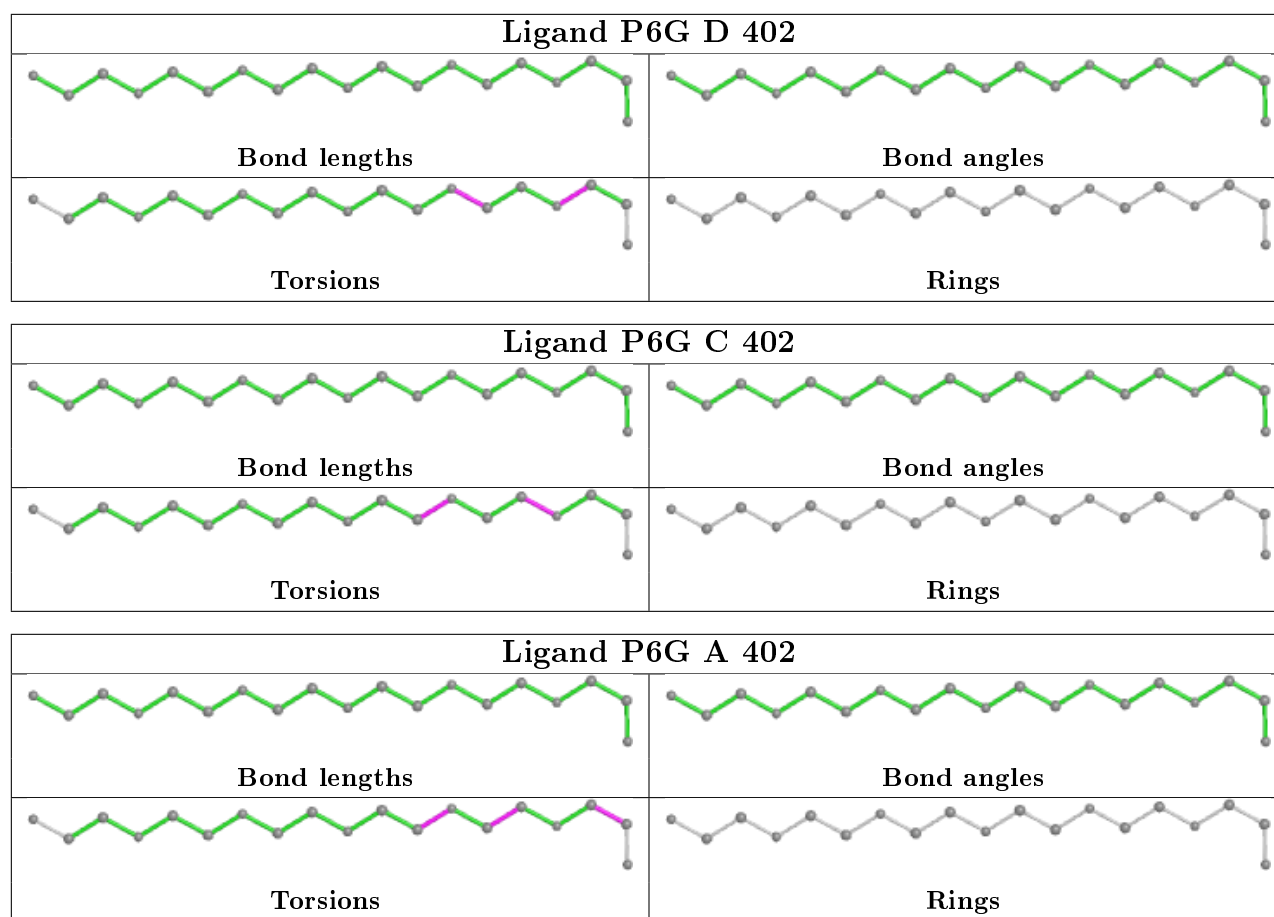 Ligand P6G D 402
Bond lengths
Bond angles
Torsions
Rings
Ligand P6G C 402
Bond lengths
Bond angles
Torsions
Rings
Ligand P6G A 402
Bond lengths
Bond angles
Torsions
Rings